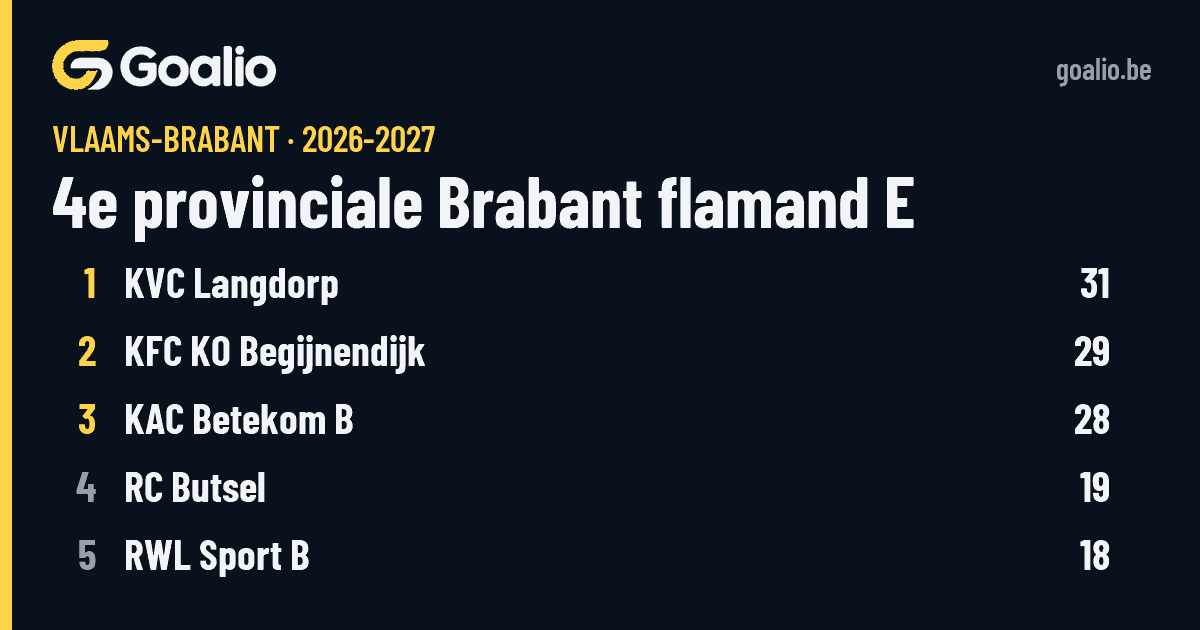 Goalio
goalio.be
VLAAMS-BRABANT · 2026-2027
4e provinciale Brabant flamand E
1 KVC Langdorp 31
2 KFC KO Begijnendijk 29
3 KAC Betekom B 28
4 RC Butsel 19
5 RWL Sport B 18